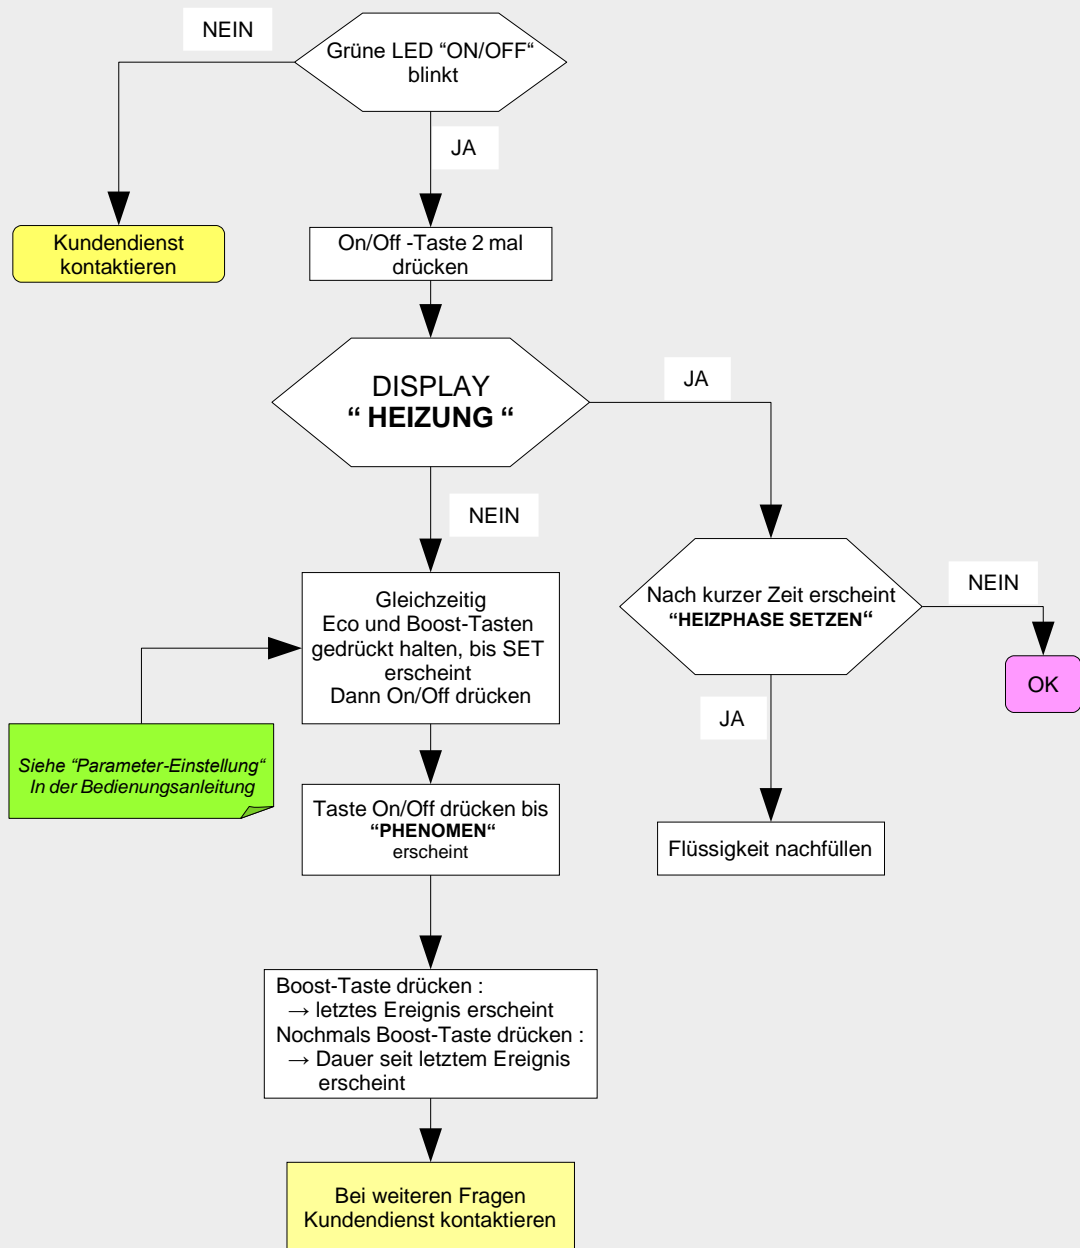 NEIN
Grüne LED “ON/OFF“
blinkt
JA
Kundendienst
kontaktieren
On/Off -Taste 2 mal
drücken
DISPLAY
“ HEIZUNG “
JA
NEIN
Nach kurzer Zeit erscheint
“HEIZPHASE SETZEN“
NEIN
OK
JA
Gleichzeitig
Eco und Boost-Tasten
gedrückt halten, bis SET
erscheint
Dann On/Off drücken
Siehe “Parameter-Einstellung“
In der Bedienungsanleitung
Taste On/Off drücken bis
“PHENOMEN“
erscheint
Flüssigkeit nachfüllen
Boost-Taste drücken :
→ letztes Ereignis erscheint
Nochmals Boost-Taste drücken :
→ Dauer seit letztem Ereignis
erscheint
Bei weiteren Fragen
Kundendienst kontaktieren